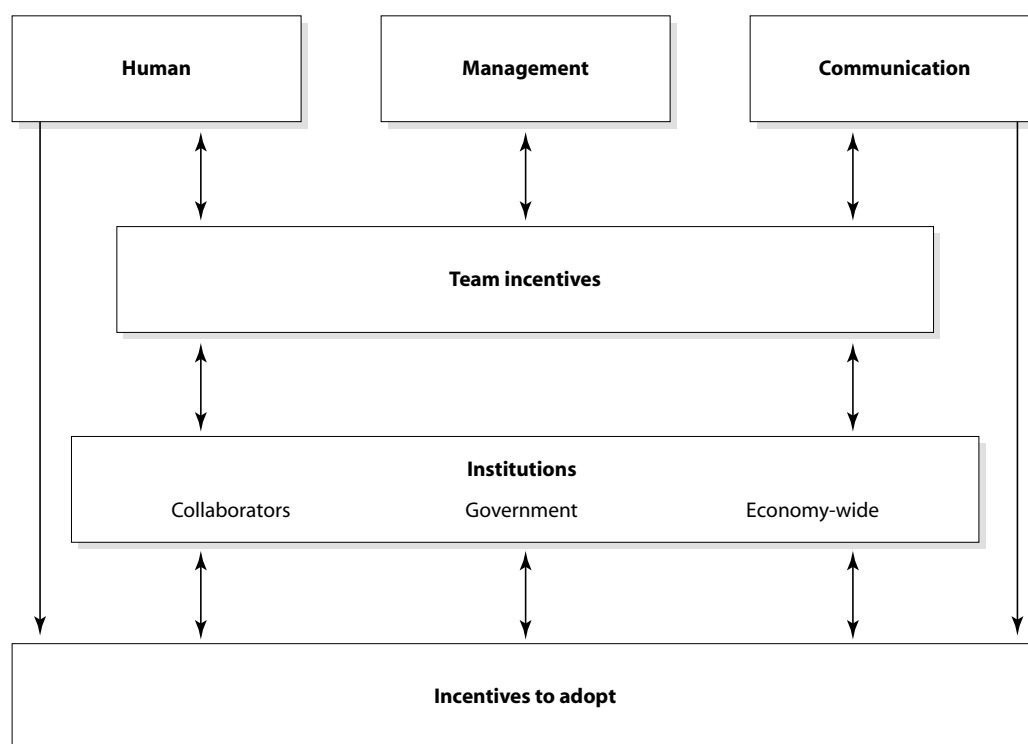 Human
Management
Communication
Team incentives
Institutions
Collaborators
Government
Economy-wide
Incentives to adopt